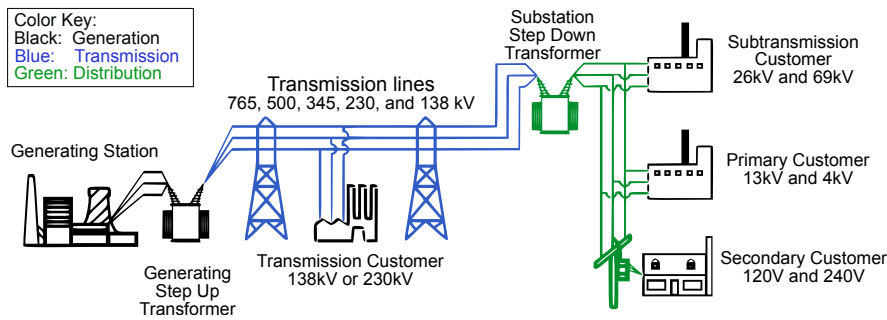 Color Key:
Black: Generation
Blue: Transmission
Green: Distribution
Substation
Step Down
Transformer
Subtransmission
Customer
26kV and 69kV
Transmission lines
765, 500, 345, 230, and 138 kV
Generating Station
Primary Customer
13kV and 4kV
Transmission Customer
138kV or 230kV
Generating
Step Up
Transformer
Secondary Customer
120V and 240V